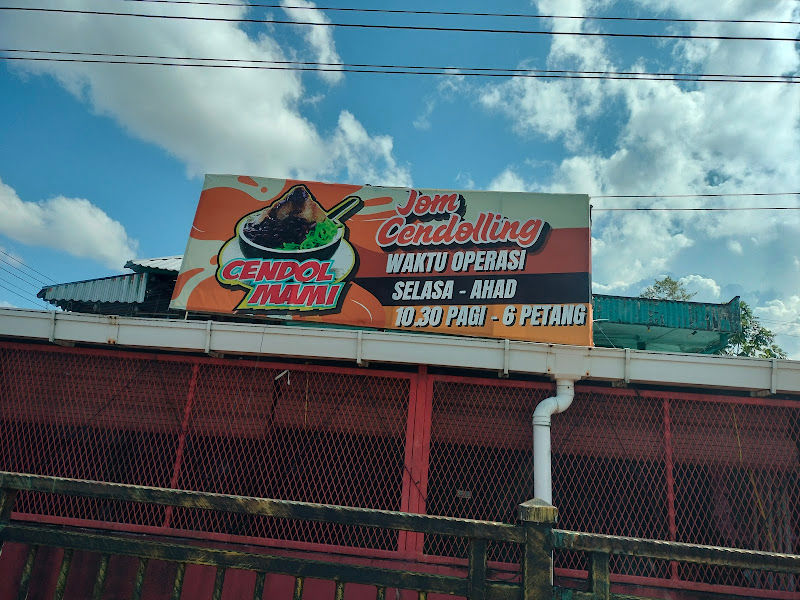 CENDOL
MAMI
Jom
Cendolling
WAKTU OPERASI
SELASA - AHAD
10.30 PAGI - 6 PETANG